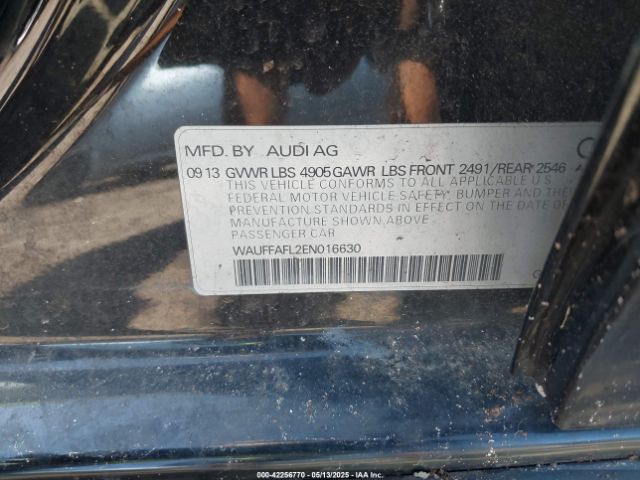 MFD. BY AUDI AG
09 13 GVWR LBS 4905 GAWR LBS FRONT 2491/REAR 2546
THIS VEHICLE CONFORMS TO ALL APPLICABLE U.S.
FEDERAL MOTOR VEHICLE SAFETY, BUMPER AND THEFT
PREVENTION STANDARDS IN EFFECT ON THE DATE OF
MANUFACTURE SHOWN ABOVE.
PASSENGER CAR
WAUFFAFL2EN016630
000-42256770 - 05/13/2025 - IAAI.COM